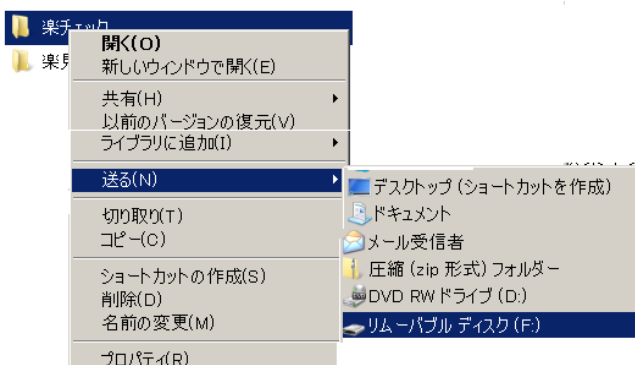 楽チェック
楽見
開く(O)
新しいウィンドウで開く(E)
共有(H)
以前のバージョンの復元(V)
ライブラリに追加(I)
送る(N)
デスクトップ (ショートカットを作成)
ドキュメント
メール受信者
圧縮 (zip 形式) フォルダー
DVD RW ドライブ (D:)
リムーバブル ディスク (F:)
切り取り(T)
コピー(C)
ショートカットの作成(S)
削除(D)
名前の変更(M)
プロパティ(R)